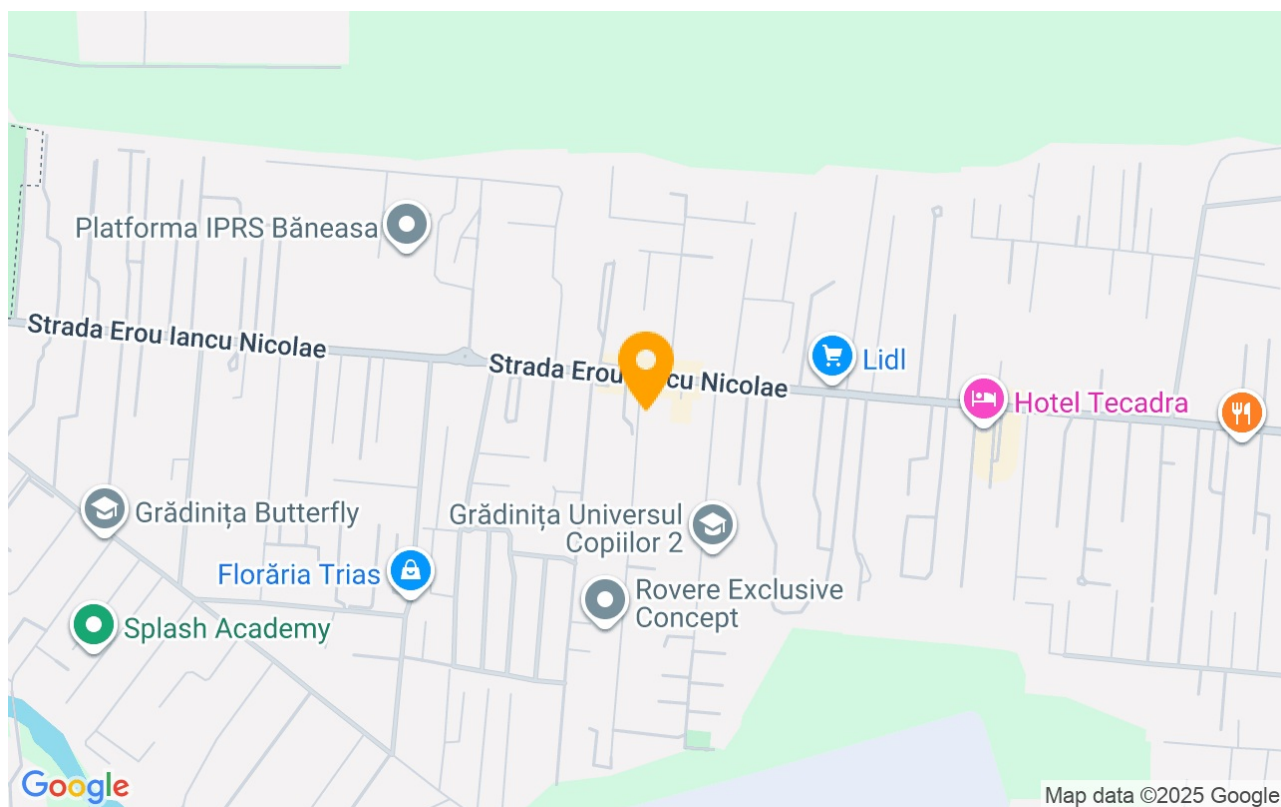 Platforma IPRS Băneasa
Strada Erou Iancu Nicolae
Strada Erou
cu Nicolae
Lidl
Hotel Tecadra
Grădinița Butterfly
Grădinița Universul
Copiilor 2
Florăria Trias
Rovere Exclusive
Concept
Splash Academy
Google
Map data ©2025 Google